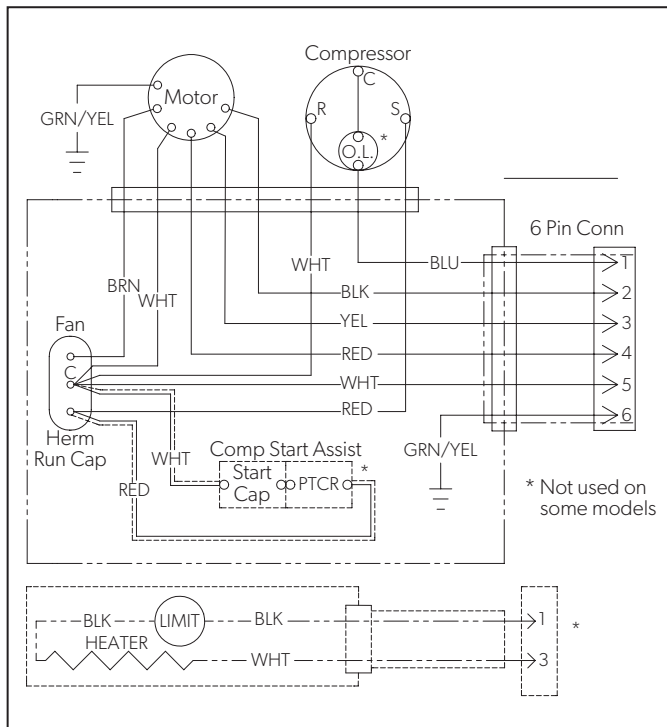 Compressor
Motor
C
R
S
O.L.
*
GRN/YEL
6 Pin Conn
BRN
WHT
WHT
BLU
1
BLK
2
YEL
3
RED
4
WHT
5
RED
6
Fan
C
Herm
Run Cap
GRN/YEL
WHT
RED
Comp Start Assist
Start
Cap
PTCR
*
* Not used on
some models
BLK
LIMIT
BLK
1
*
HEATER
WHT
3